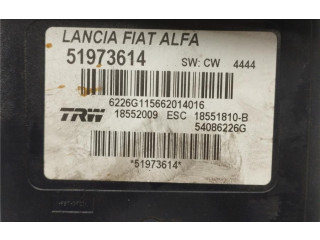 LANCIA FIAT ALFA
51973614 SW: CW 4444
6226G115662014016
TRW 18552009 ESC 18551810-B
54086226G
*51973614*